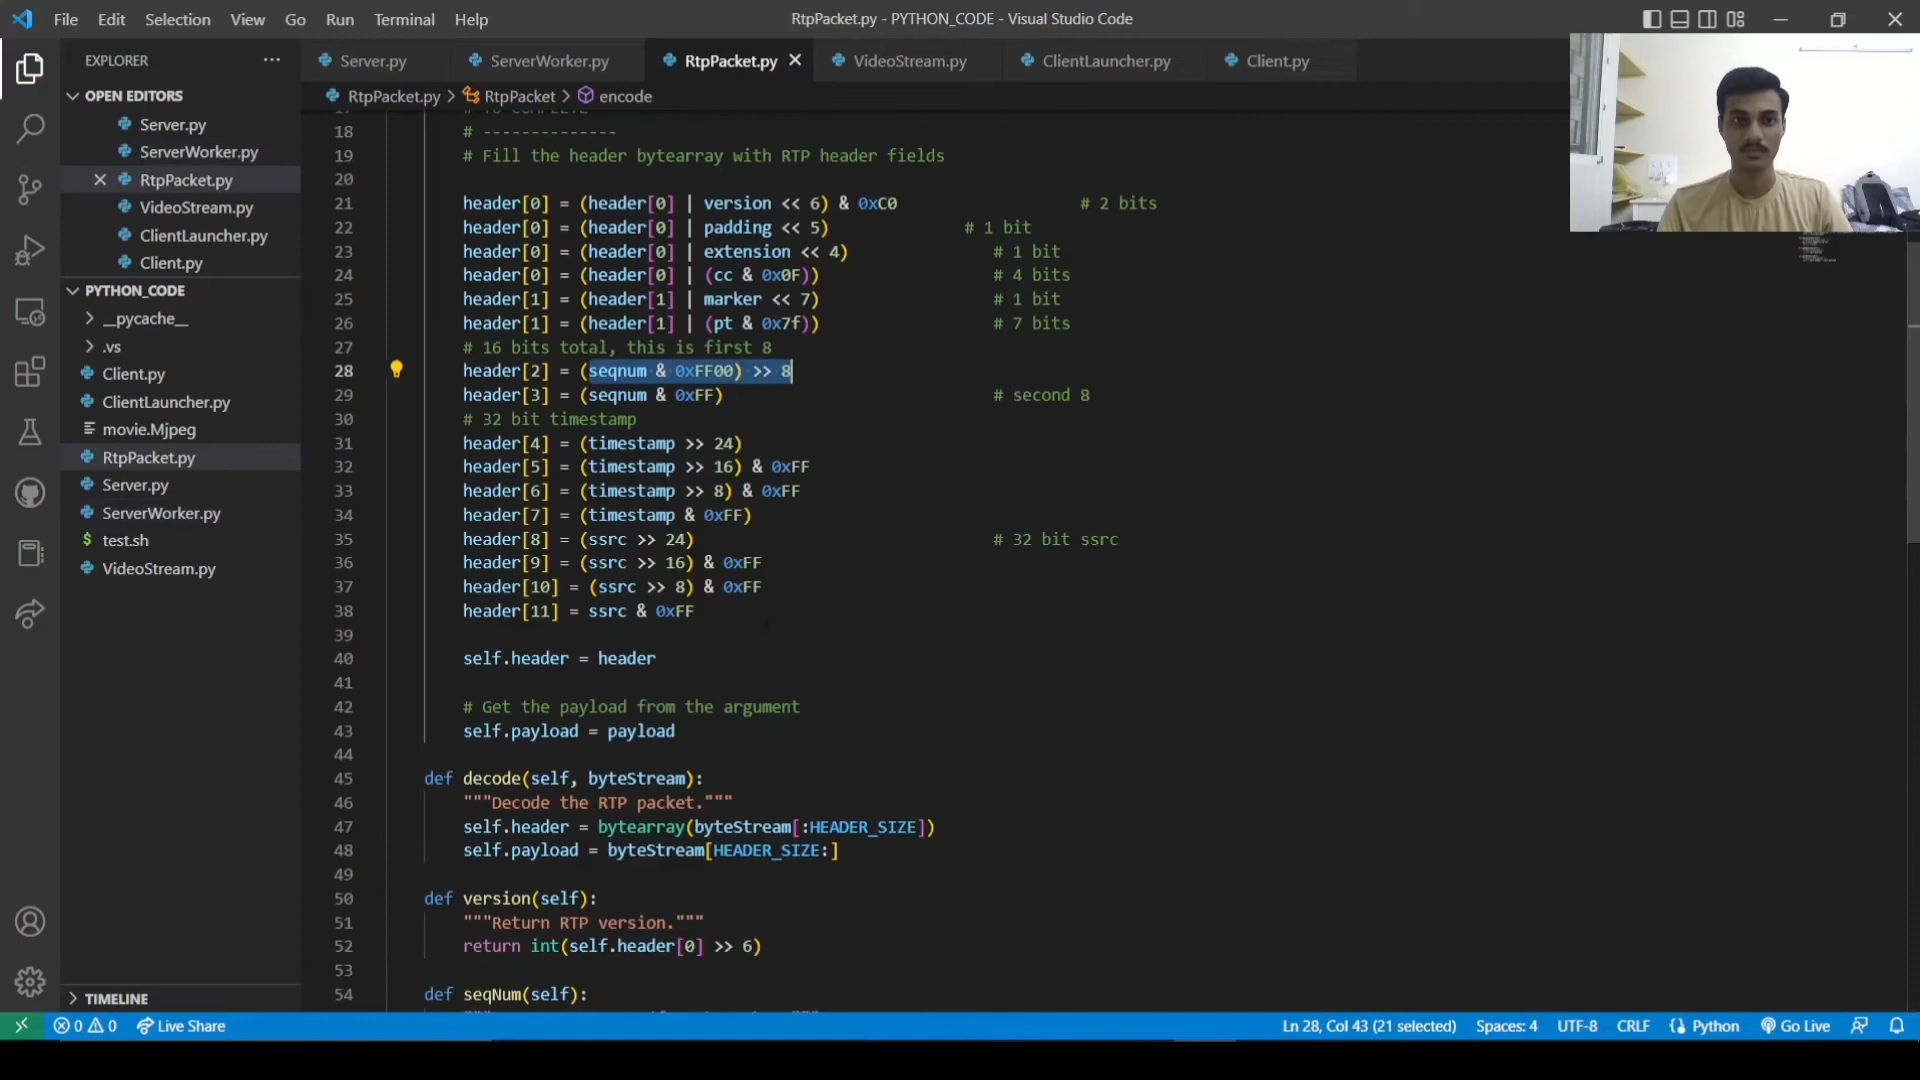 File Edit Selection View Go Run Terminal Help
RtpPacket.py - PYTHON_CODE - Visual Studio Code
EXPLORER
OPEN EDITORS
Server.py
ServerWorker.py
RtpPacket.py
VideoStream.py
ClientLauncher.py
Client.py
PYTHON_CODE
__pycache__
.vs
Client.py
ClientLauncher.py
movie.Mjpeg
RtpPacket.py
Server.py
ServerWorker.py
$ test.sh
VideoStream.py
TIMELINE
Server.py ServerWorker.py RtpPacket.py VideoStream.py ClientLauncher.py Client.py
RtpPacket.py > RtpPacket > encode
18 # --------------
19 # Fill the header bytearray with RTP header fields
20
21 header[0] = (header[0] | version << 6) & 0xC0 # 2 bits
22 header[0] = (header[0] | padding << 5) # 1 bit
23 header[0] = (header[0] | extension << 4) # 1 bit
24 header[0] = (header[0] | (cc & 0x0F)) # 4 bits
25 header[1] = (header[1] | marker << 7) # 1 bit
26 header[1] = (header[1] | (pt & 0x7f)) # 7 bits
27 # 16 bits total, this is first 8
28 header[2] = (seqnum & 0xFF00) >> 8
29 header[3] = (seqnum & 0xFF) # second 8
30 # 32 bit timestamp
31 header[4] = (timestamp >> 24)
32 header[5] = (timestamp >> 16) & 0xFF
33 header[6] = (timestamp >> 8) & 0xFF
34 header[7] = (timestamp & 0xFF)
35 header[8] = (ssrc >> 24) # 32 bit ssrc
36 header[9] = (ssrc >> 16) & 0xFF
37 header[10] = (ssrc >> 8) & 0xFF
38 header[11] = ssrc & 0xFF
39
40 self.header = header
41
42 # Get the payload from the argument
43 self.payload = payload
44
45 def decode(self, byteStream):
46 """Decode the RTP packet."""
47 self.header = bytearray(byteStream[:HEADER_SIZE])
48 self.payload = byteStream[HEADER_SIZE:]
49
50 def version(self):
51 """Return RTP version."""
52 return int(self.header[0] >> 6)
53
54 def seqNum(self):
0 0 Live Share
Ln 28, Col 43 (21 selected) Spaces: 4 UTF-8 CRLF Python Go Live